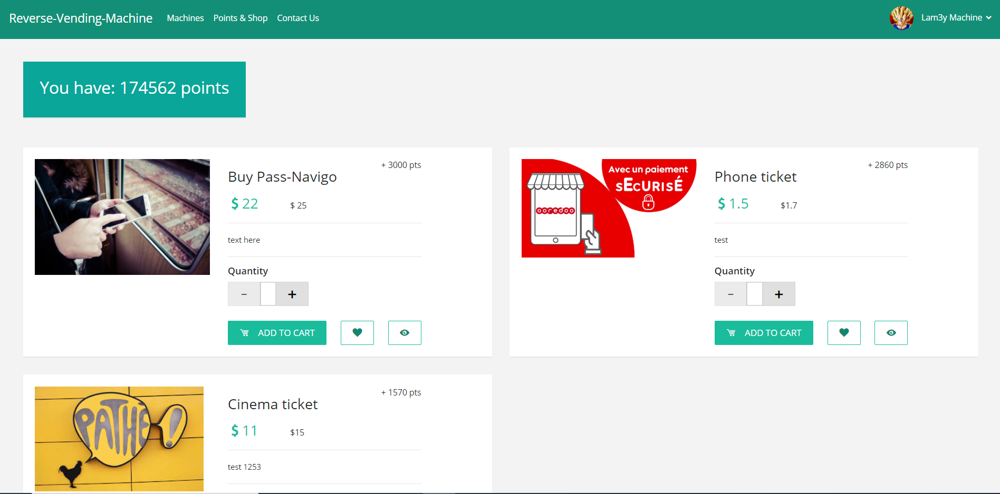 Reverse-Vending-Machine
Machines
Points & Shop
Contact Us
Lam3y Machine
You have: 174562 points
+ 3000 pts
Buy Pass-Navigo
$ 22
$ 25
text here
Quantity
−
+
ADD TO CART
Avec un paiement
sEcURISÉ
ooredoo
+ 2860 pts
Phone ticket
$ 1.5
$1.7
test
Quantity
−
+
ADD TO CART
PATHE!
+ 1570 pts
Cinema ticket
$ 11
$15
test 1253